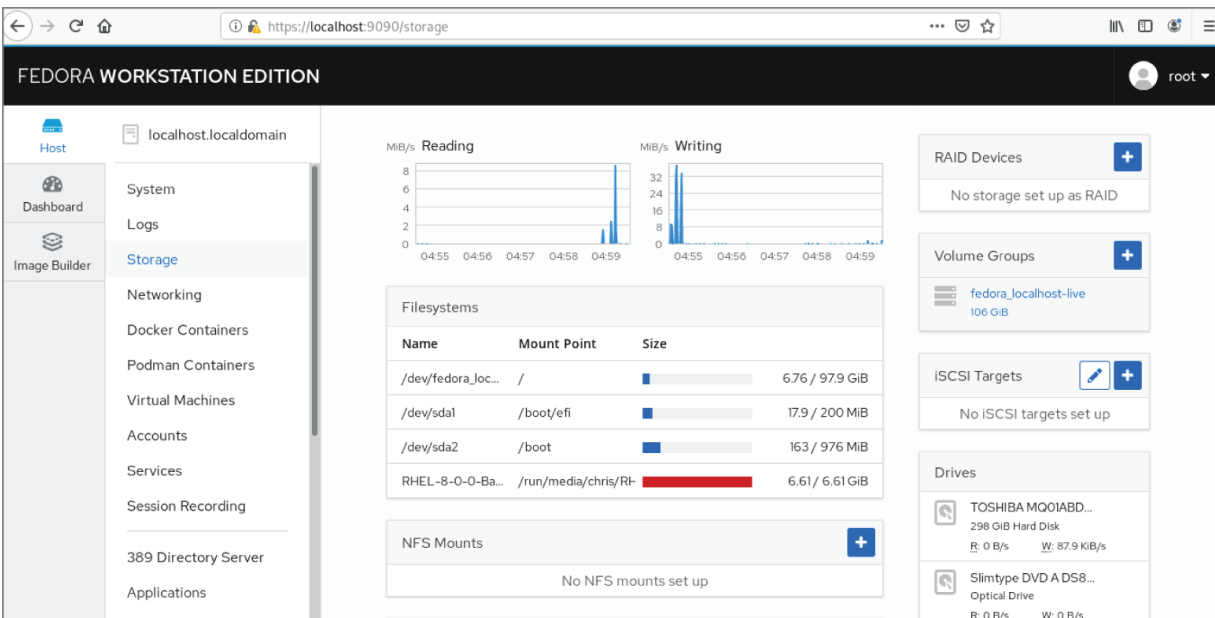 https://localhost:9090/storage
FEDORA WORKSTATION EDITION
root
Host
Dashboard
Image Builder
localhost.localdomain
System
Logs
Storage
Networking
Docker Containers
Podman Containers
Virtual Machines
Accounts
Services
Session Recording
389 Directory Server
Applications
MiB/s Reading
8
6
4
2
0
04:55 04:56 04:57 04:58 04:59
MiB/s Writing
32
24
16
8
0
04:55 04:56 04:57 04:58 04:59
Filesystems
Name Mount Point Size
/dev/fedora_loc... / 6.76 / 97.9 GiB
/dev/sda1 /boot/efi 17.9 / 200 MiB
/dev/sda2 /boot 163 / 976 MiB
RHEL-8-0-0-Ba... /run/media/chris/RH 6.61 / 6.61 GiB
NFS Mounts
No NFS mounts set up
RAID Devices
No storage set up as RAID
Volume Groups
fedora_localhost-live
106 GiB
iSCSI Targets
No iSCSI targets set up
Drives
TOSHIBA MQ01ABD...
298 GiB Hard Disk
R: 0 B/s W: 87.9 KiB/s
Slimtype DVD A DS8...
Optical Drive
R: 0 B/s W: 0 B/s